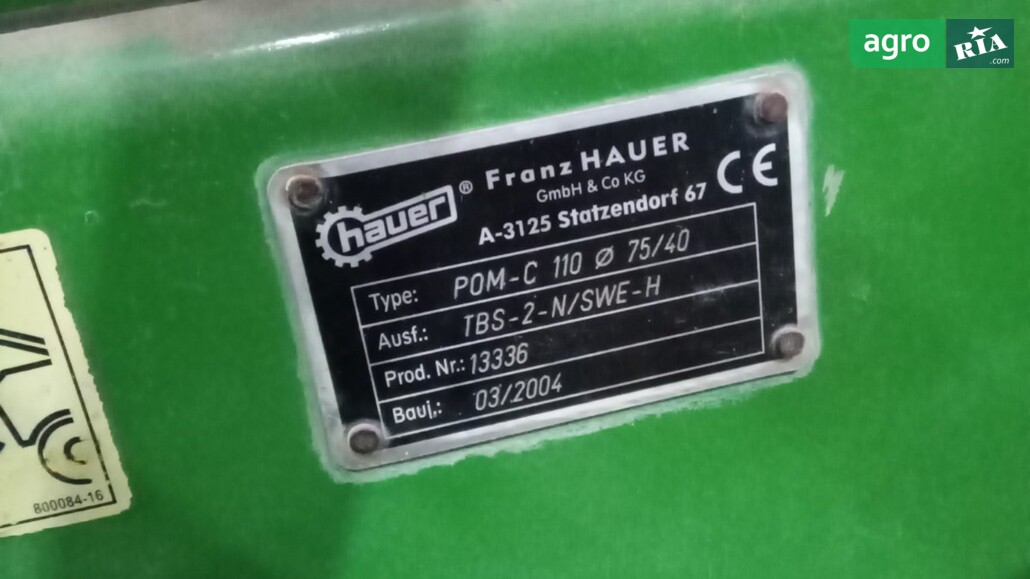 agro RIA.com
hauer® Franz HAUER
GmbH & Co KG
A-3125 Statzendorf 67
CE
Type: POM-C 110 Ø 75/40
Ausf.: TBS-2-N/SWE-H
Prod. Nr.: 13336
Bauj.: 03/2004
800084-16